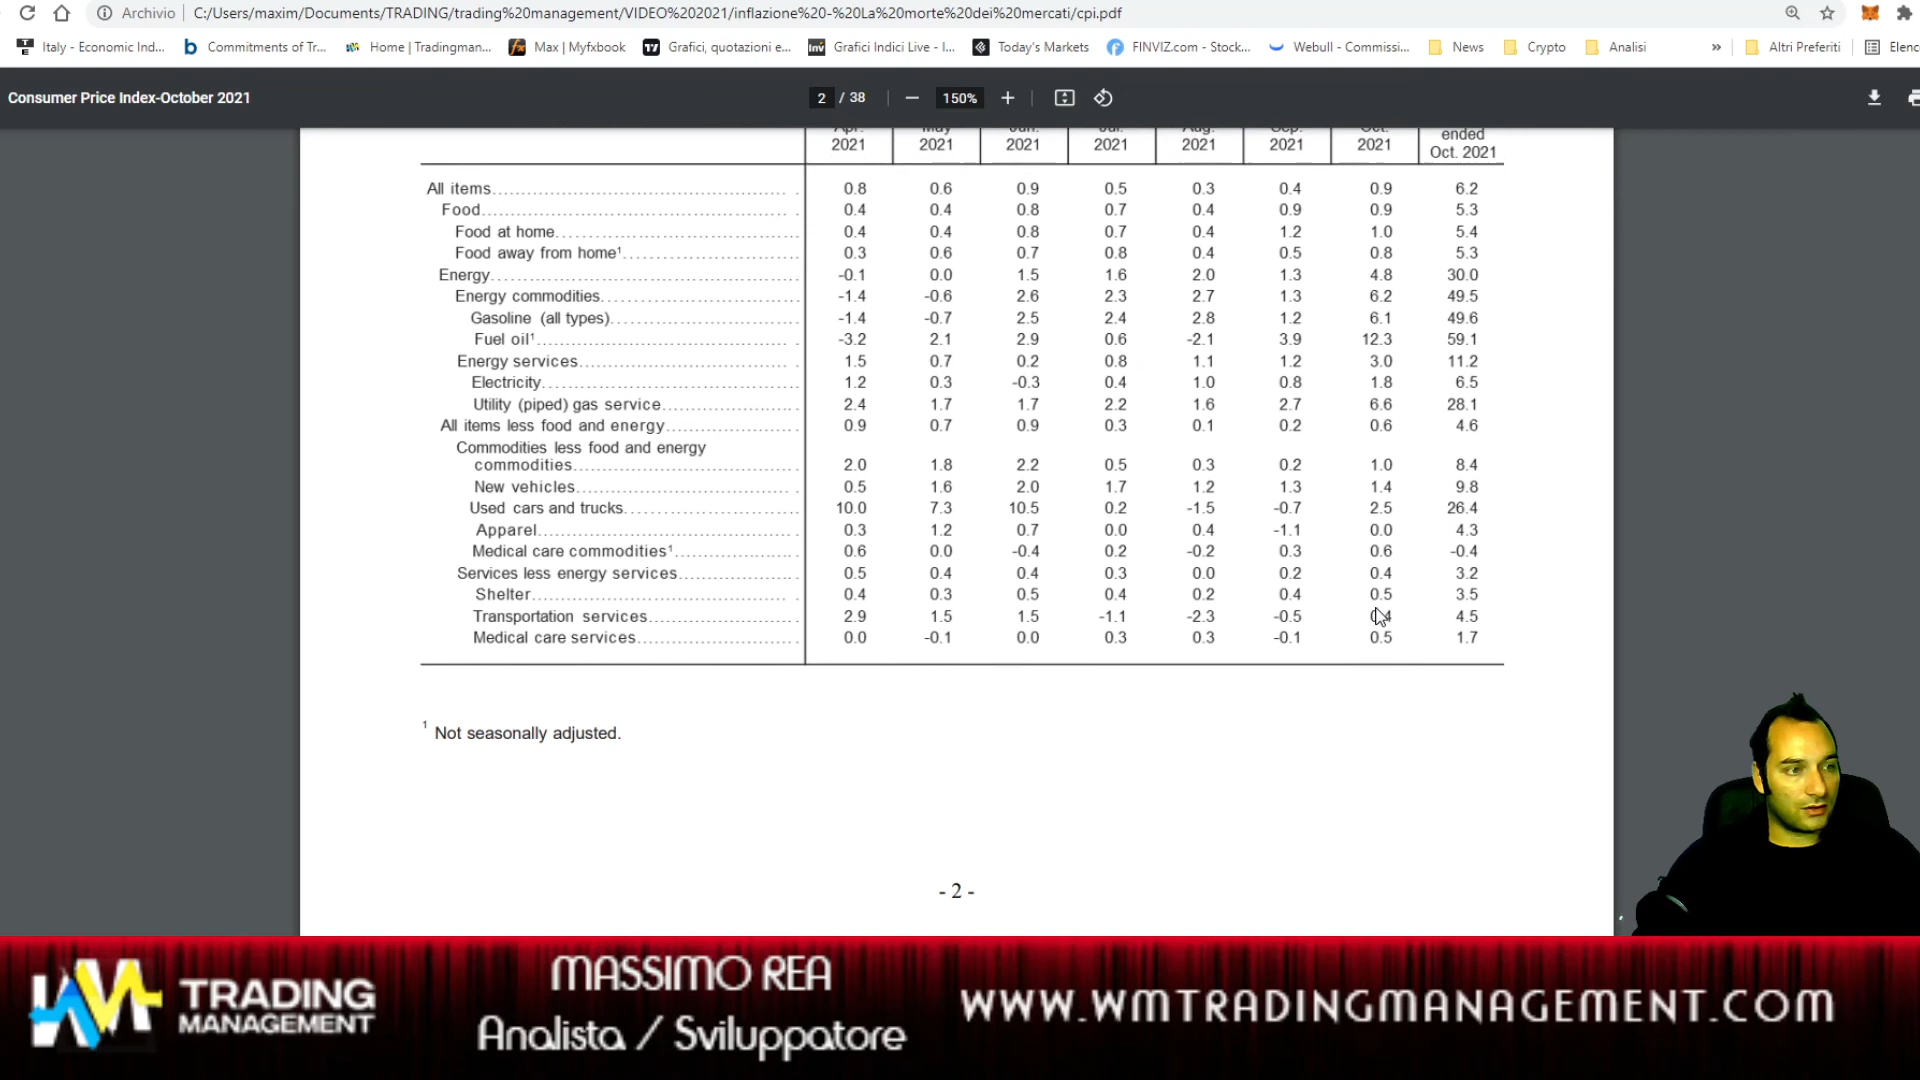 Archivio C:/Users/maxim/Documents/TRADING/trading%20management/VIDEO%202021/inflazione%20-%20La%20morte%20dei%20mercati/cpi.pdf
Italy - Economic Ind... Commitments of Tr... Home | Tradingman... Max | Myfxbook Grafici, quotazioni e... Grafici Indici Live - I... Today's Markets FINVIZ.com - Stock... Webull - Commissi... News Crypto Analisi » Altri Preferiti Elenc
Consumer Price Index-October 2021 2 / 38 150%
Apr. May Jun. Jul. Aug. Sep. Oct. ended
2021 2021 2021 2021 2021 2021 2021 Oct. 2021
All items 0.8 0.6 0.9 0.5 0.3 0.4 0.9 6.2
Food 0.4 0.4 0.8 0.7 0.4 0.9 0.9 5.3
Food at home 0.4 0.4 0.8 0.7 0.4 1.2 1.0 5.4
Food away from home¹ 0.3 0.6 0.7 0.8 0.4 0.5 0.8 5.3
Energy -0.1 0.0 1.5 1.6 2.0 1.3 4.8 30.0
Energy commodities -1.4 -0.6 2.6 2.3 2.7 1.3 6.2 49.5
Gasoline (all types) -1.4 -0.7 2.5 2.4 2.8 1.2 6.1 49.6
Fuel oil¹ -3.2 2.1 2.9 0.6 -2.1 3.9 12.3 59.1
Energy services 1.5 0.7 0.2 0.8 1.1 1.2 3.0 11.2
Electricity 1.2 0.3 -0.3 0.4 1.0 0.8 1.8 6.5
Utility (piped) gas service 2.4 1.7 1.7 2.2 1.6 2.7 6.6 28.1
All items less food and energy 0.9 0.7 0.9 0.3 0.1 0.2 0.6 4.6
Commodities less food and energy
commodities 2.0 1.8 2.2 0.5 0.3 0.2 1.0 8.4
New vehicles 0.5 1.6 2.0 1.7 1.2 1.3 1.4 9.8
Used cars and trucks 10.0 7.3 10.5 0.2 -1.5 -0.7 2.5 26.4
Apparel 0.3 1.2 0.7 0.0 0.4 -1.1 0.0 4.3
Medical care commodities¹ 0.6 0.0 -0.4 0.2 -0.2 0.3 0.6 -0.4
Services less energy services 0.5 0.4 0.4 0.3 0.0 0.2 0.4 3.2
Shelter 0.4 0.3 0.5 0.4 0.2 0.4 0.5 3.5
Transportation services 2.9 1.5 1.5 -1.1 -2.3 -0.5 0.4 4.5
Medical care services 0.0 -0.1 0.0 0.3 0.3 -0.1 0.5 1.7
¹ Not seasonally adjusted.
- 2 -
TRADING
MANAGEMENT
MASSIMO REA
Analista / Sviluppatore
WWW.WMTRADINGMANAGEMENT.COM